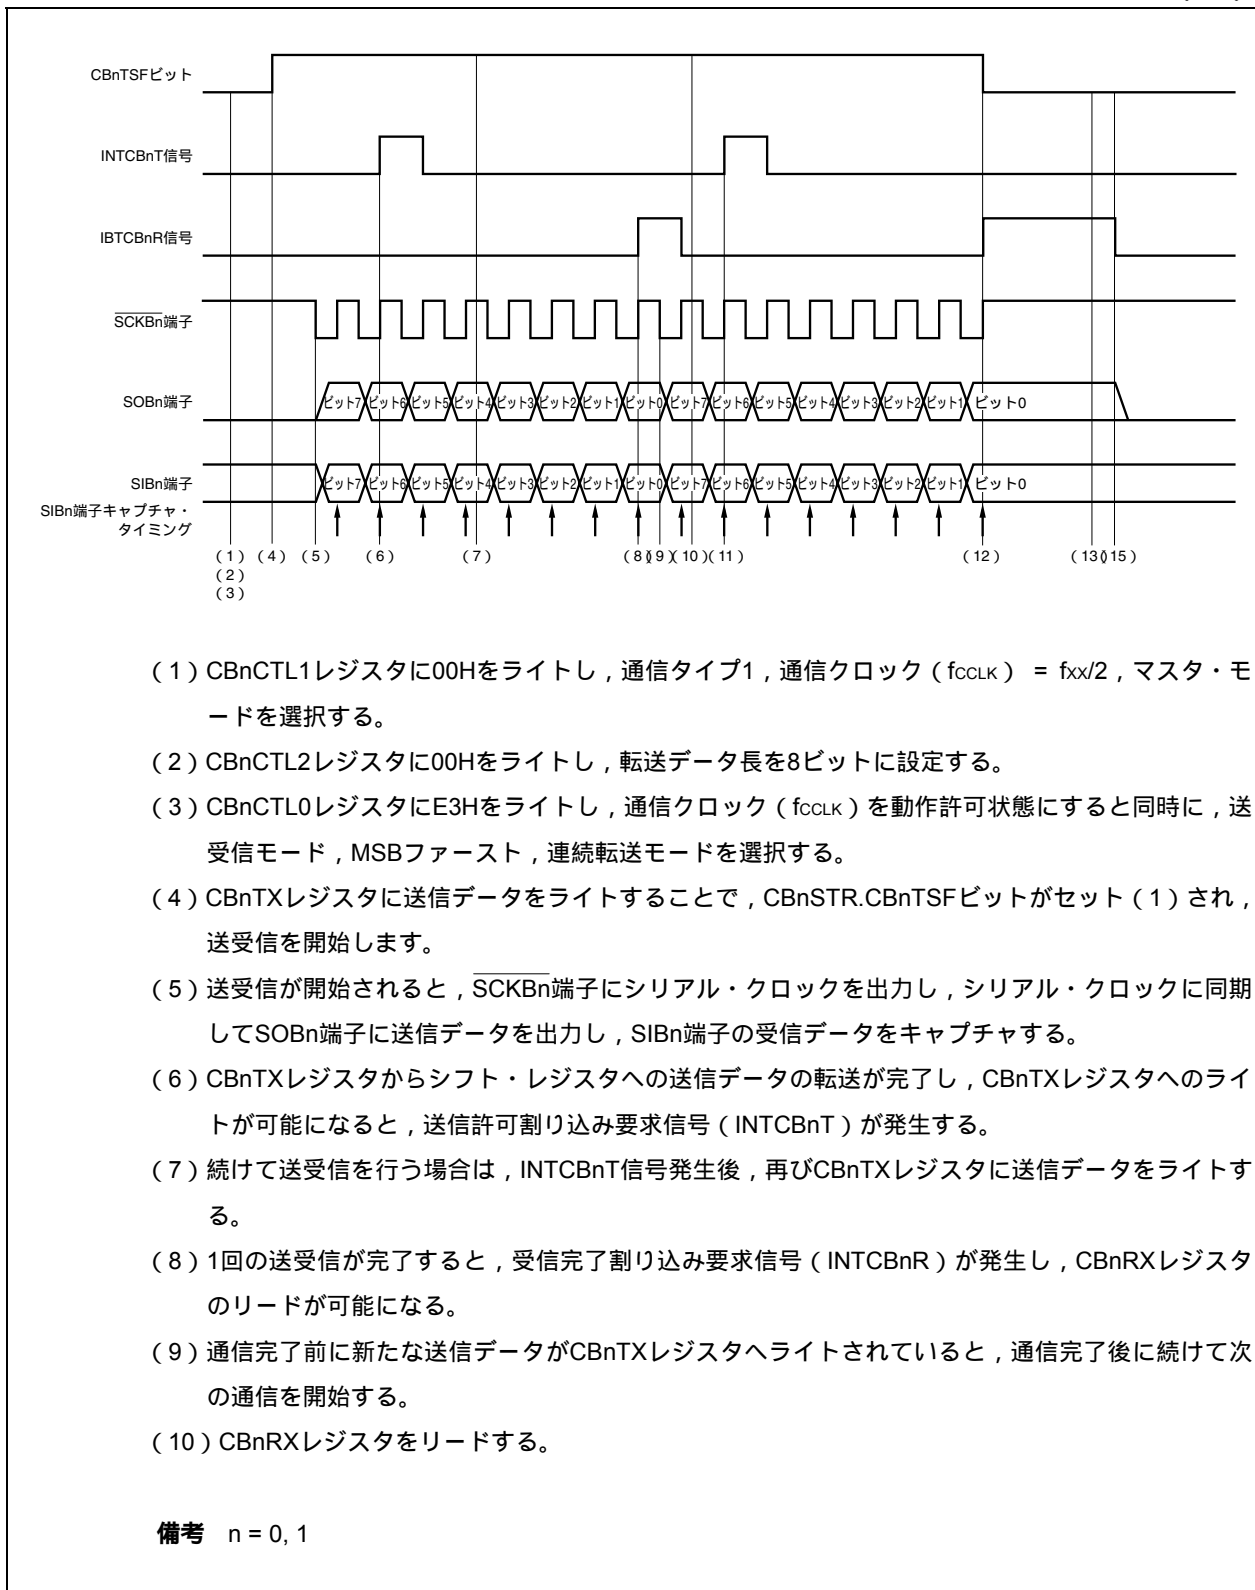 CBnTSFビット
INTCBnT信号
IBTCBnR信号
SCKBn端子
SOBn端子
ビット7 ビット6 ビット5 ビット4 ビット3 ビット2 ビット1 ビット0 ビット7 ビット6 ビット5 ビット4 ビット3 ビット2 ビット1 ビット0
SIBn端子
ビット7 ビット6 ビット5 ビット4 ビット3 ビット2 ビット1 ビット0 ビット7 ビット6 ビット5 ビット4 ビット3 ビット2 ビット1 ビット0
SIBn端子キャプチャ・
タイミング
(1) (4) (5) (6) (7) (8)(9)(10)(11) (12) (13)(15)
(2)
(3)
(1)CBnCTL1レジスタに00Hをライトし,通信タイプ1,通信クロック(fCCLK) = fXX/2,マスタ・モ
ードを選択する。
(2)CBnCTL2レジスタに00Hをライトし,転送データ長を8ビットに設定する。
(3)CBnCTL0レジスタにE3Hをライトし,通信クロック(fCCLK)を動作許可状態にすると同時に,送
受信モード,MSBファースト,連続転送モードを選択する。
(4)CBnTXレジスタに送信データをライトすることで,CBnSTR.CBnTSFビットがセット(1)され,
送受信を開始します。
(5)送受信が開始されると,SCKBn端子にシリアル・クロックを出力し,シリアル・クロックに同期
してSOBn端子に送信データを出力し,SIBn端子の受信データをキャプチャする。
(6)CBnTXレジスタからシフト・レジスタへの送信データの転送が完了し,CBnTXレジスタへのライ
トが可能になると,送信許可割り込み要求信号(INTCBnT)が発生する。
(7)続けて送受信を行う場合は,INTCBnT信号発生後,再びCBnTXレジスタに送信データをライトす
る。
(8)1回の送受信が完了すると,受信完了割り込み要求信号(INTCBnR)が発生し,CBnRXレジスタ
のリードが可能になる。
(9)通信完了前に新たな送信データがCBnTXレジスタへライトされていると,通信完了後に続けて次
の通信を開始する。
(10)CBnRXレジスタをリードする。
備考 n = 0, 1